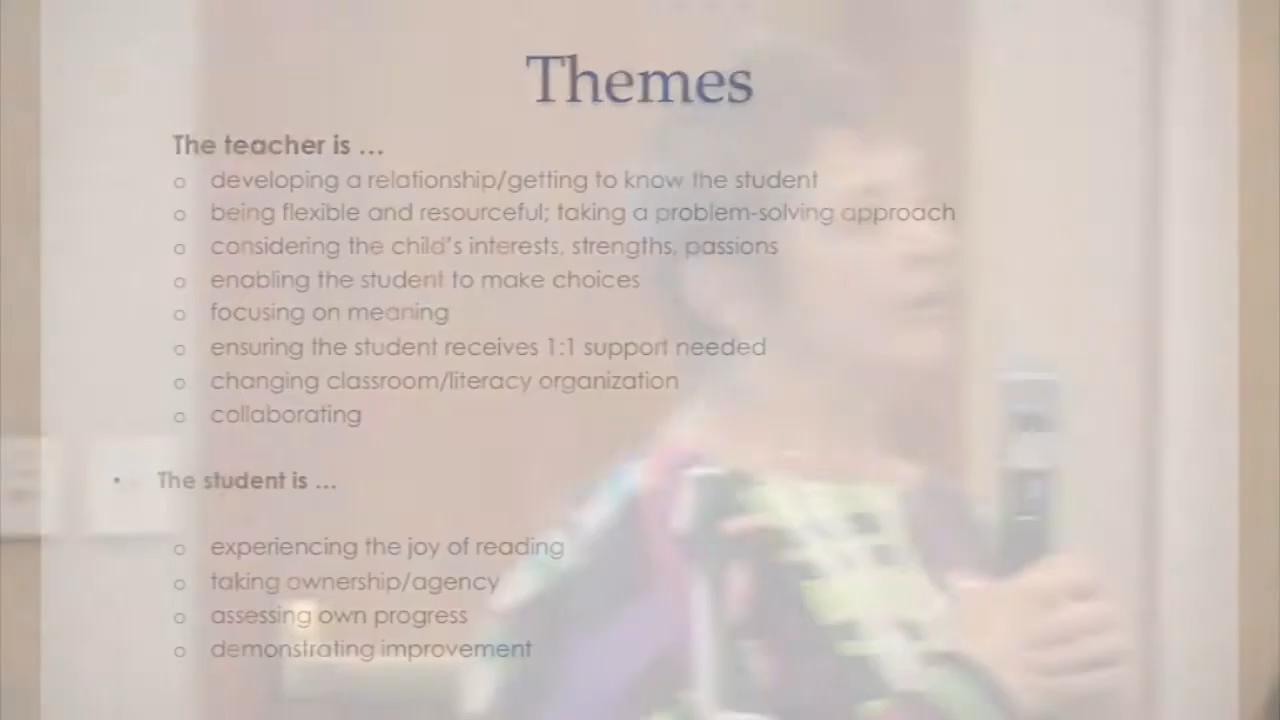 Themes
The teacher is ...
o developing a relationship/getting to know the student
o being flexible and resourceful; taking a problem-solving approach
o considering the child's interests, strengths, passions
o enabling the student to make choices
o focusing on meaning
o ensuring the student receives 1:1 support needed
o changing classroom/literacy organization
o collaborating
• The student is ...
o experiencing the joy of reading
o taking ownership/agency
o assessing own progress
o demonstrating improvement